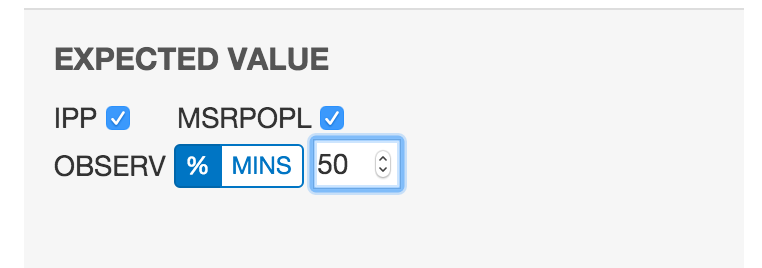 EXPECTED VALUE
IPP MSRPOPL
OBSERV % MINS 50